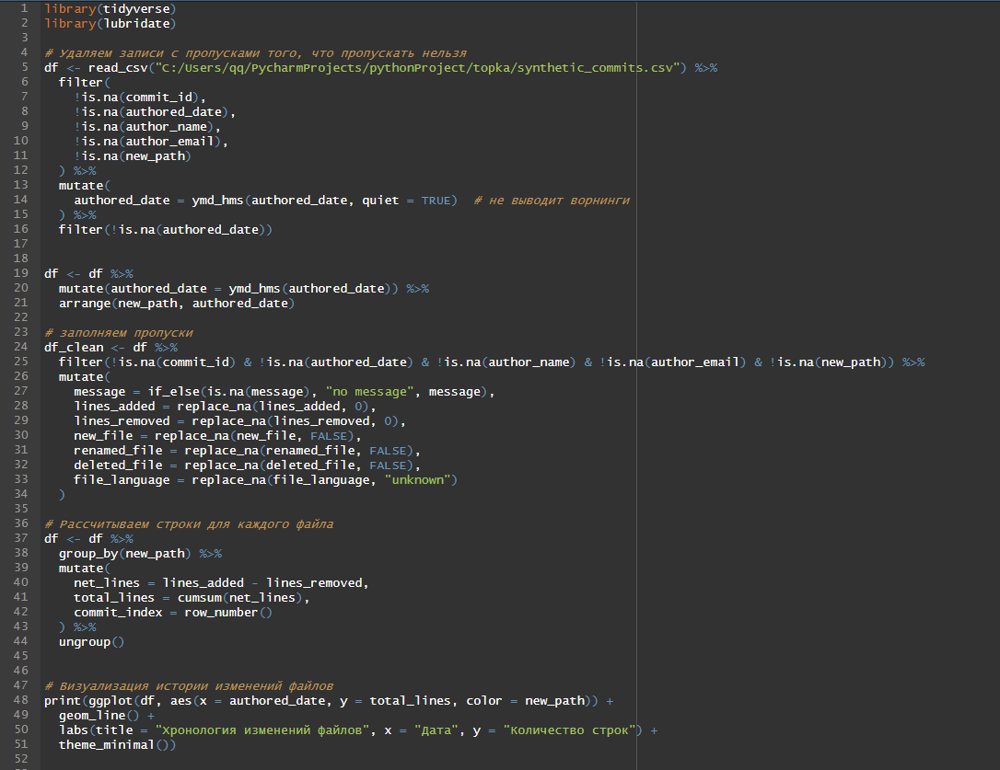 1 library(tidyverse)
2 library(lubridate)
3
4 # Удаляем записи с пропусками того, что пропускать нельзя
5 df <- read_csv("C:/Users/qq/PycharmProjects/pythonProject/topka/synthetic_commits.csv") %>%
6   filter(
7     !is.na(commit_id),
8     !is.na(authored_date),
9     !is.na(author_name),
10     !is.na(author_email),
11     !is.na(new_path)
12   ) %>%
13   mutate(
14     authored_date = ymd_hms(authored_date, quiet = TRUE)  # не выводит ворнинги
15   ) %>%
16   filter(!is.na(authored_date))
17
18
19 df <- df %>%
20   mutate(authored_date = ymd_hms(authored_date)) %>%
21   arrange(new_path, authored_date)
22
23 # заполняем пропуски
24 df_clean <- df %>%
25   filter(!is.na(commit_id) & !is.na(authored_date) & !is.na(author_name) & !is.na(author_email) & !is.na(new_path)) %>%
26   mutate(
27     message = if_else(is.na(message), "no message", message),
28     lines_added = replace_na(lines_added, 0),
29     lines_removed = replace_na(lines_removed, 0),
30     new_file = replace_na(new_file, FALSE),
31     renamed_file = replace_na(renamed_file, FALSE),
32     deleted_file = replace_na(deleted_file, FALSE),
33     file_language = replace_na(file_language, "unknown")
34   )
35
36 # Рассчитываем строки для каждого файла
37 df <- df %>%
38   group_by(new_path) %>%
39   mutate(
40     net_lines = lines_added - lines_removed,
41     total_lines = cumsum(net_lines),
42     commit_index = row_number()
43   ) %>%
44   ungroup()
45
46
47 # Визуализация истории изменений файлов
48 print(ggplot(df, aes(x = authored_date, y = total_lines, color = new_path)) +
49   geom_line() +
50   labs(title = "Хронология изменений файлов", x = "Дата", y = "Количество строк") +
51   theme_minimal())
52